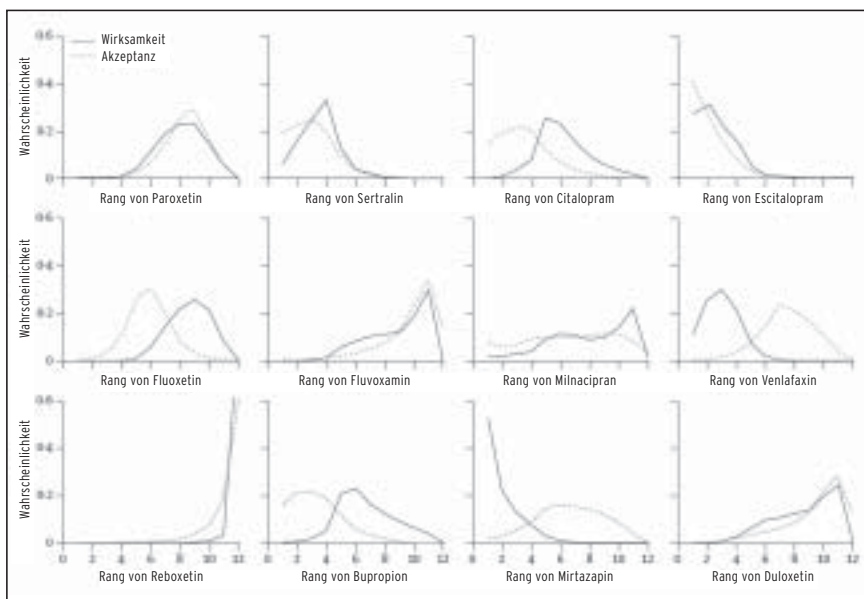 Wirksamkeit
Akzeptanz
Wahrscheinlichkeit
0·6
0·4
0·2
0
Rang von Paroxetin
Rang von Sertralin
Rang von Citalopram
Rang von Escitalopram
Wahrscheinlichkeit
0·6
0·4
0·2
0
Rang von Fluoxetin
Rang von Fluvoxamin
Rang von Milnacipran
Rang von Venlafaxin
Wahrscheinlichkeit
0·6
0·4
0·2
0
0 2 4 6 8 10 12 0 2 4 6 8 10 12 0 2 4 6 8 10 12 0 2 4 6 8 10 12
Rang von Reboxetin
Rang von Bupropion
Rang von Mirtazapin
Rang von Duloxetin